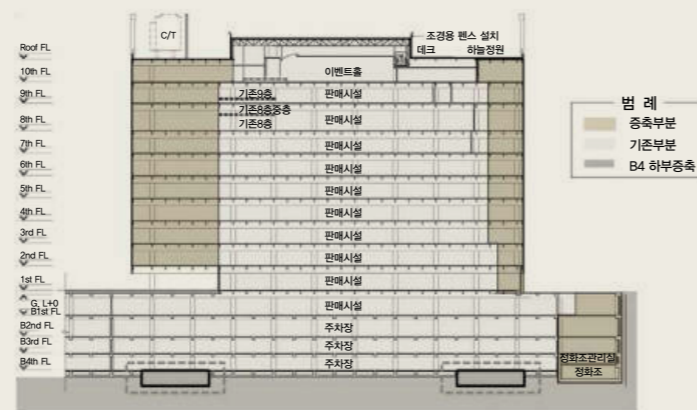 C/T
조경용 펜스 설치
데크 하늘정원
Roof FL
10th FL
이벤트홀
9th FL
기존9층
판매시설
기존8층중층
8th FL
기존8층
판매시설
7th FL
판매시설
6th FL
판매시설
5th FL
판매시설
4th FL
판매시설
3rd FL
판매시설
2nd FL
판매시설
1st FL
판매시설
G. L±0
B1st FL
판매시설
B2nd FL
주차장
B3rd FL
주차장
정화조관리실
B4th FL
주차장
정화조
범 례
증축부분
기존부분
B4 하부증축